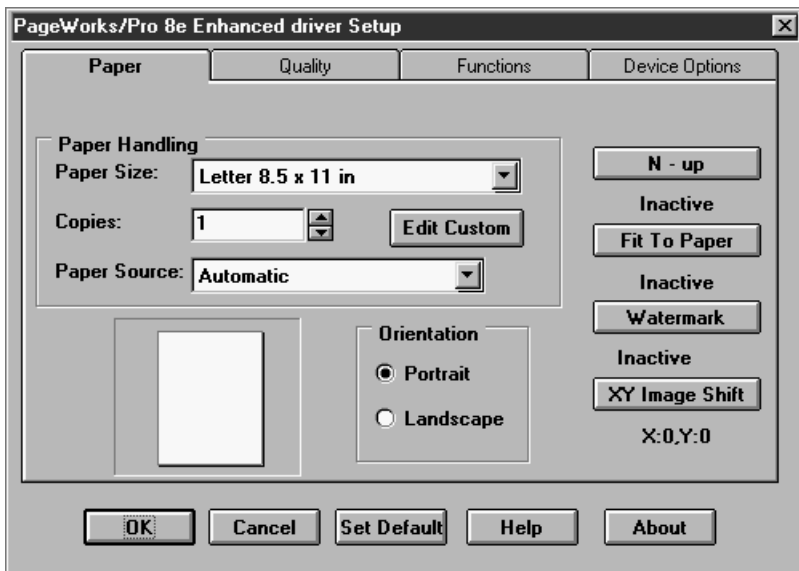 PageWorks/Pro 8e Enhanced driver Setup
Paper Quality Functions Device Options
Paper Handling
Paper Size: Letter 8.5 x 11 in
Copies: 1 Edit Custom
Paper Source: Automatic
Orientation
Portrait
Landscape
N - up
Inactive
Fit To Paper
Inactive
Watermark
Inactive
XY Image Shift
X:0,Y:0
OK Cancel Set Default Help About